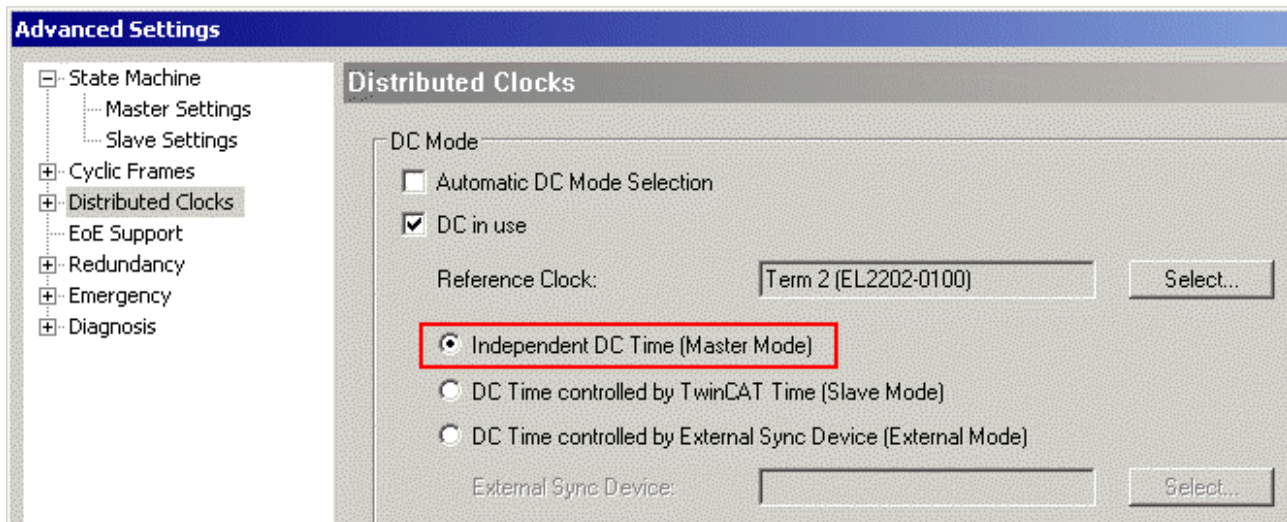 Advanced Settings
State Machine
Master Settings
Slave Settings
Cyclic Frames
Distributed Clocks
EoE Support
Redundancy
Emergency
Diagnosis
Distributed Clocks
DC Mode
Automatic DC Mode Selection
DC in use
Reference Clock: Term 2 (EL2202-0100) Select...
Independent DC Time (Master Mode)
DC Time controlled by TwinCAT Time (Slave Mode)
DC Time controlled by External Sync Device (External Mode)
External Sync Device: Select...